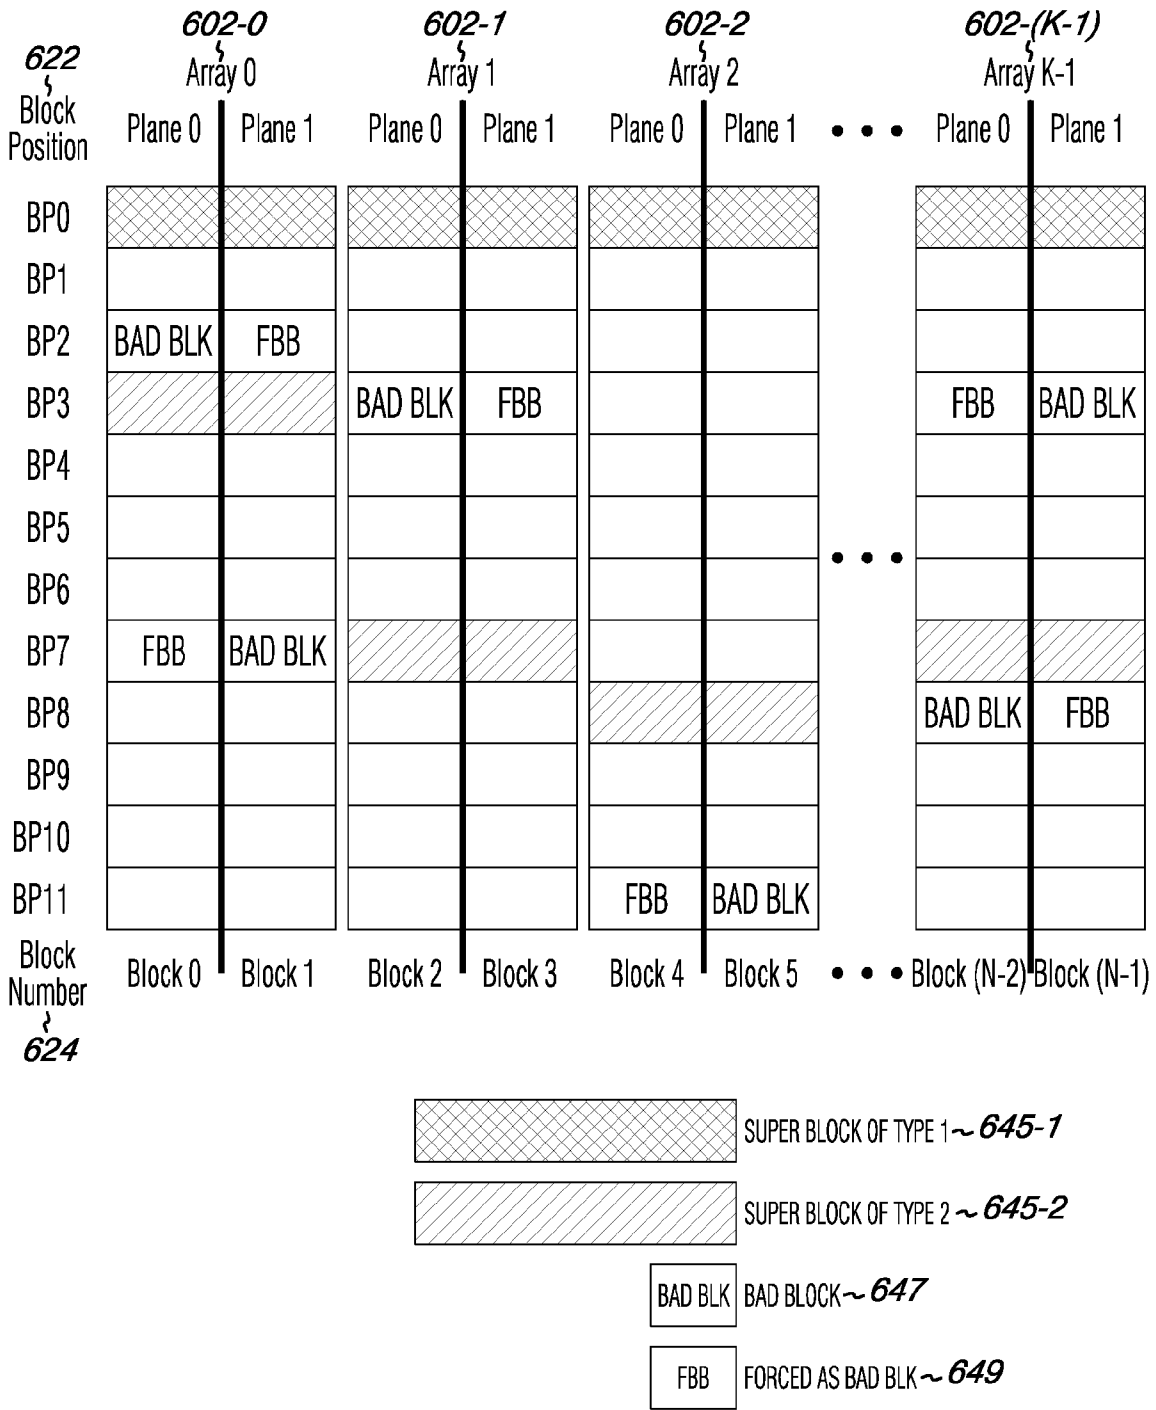 602-0 602-1 602-2 602-(K-1)
622 Array 0 Array 1 Array 2 Array K-1
Block
Position Plane 0 Plane 1 Plane 0 Plane 1 Plane 0 Plane 1 • • • Plane 0 Plane 1
BP0
BP1
BP2 BAD BLK FBB
BP3 BAD BLK FBB FBB BAD BLK
BP4
BP5
BP6 • • •
BP7 FBB BAD BLK
BP8 BAD BLK FBB
BP9
BP10
BP11 FBB BAD BLK
Block
Number Block 0 Block 1 Block 2 Block 3 Block 4 Block 5 • • • Block (N-2) Block (N-1)
624
SUPER BLOCK OF TYPE 1 ~ 645-1
SUPER BLOCK OF TYPE 2 ~ 645-2
BAD BLK BAD BLOCK ~ 647
FBB FORCED AS BAD BLK ~ 649